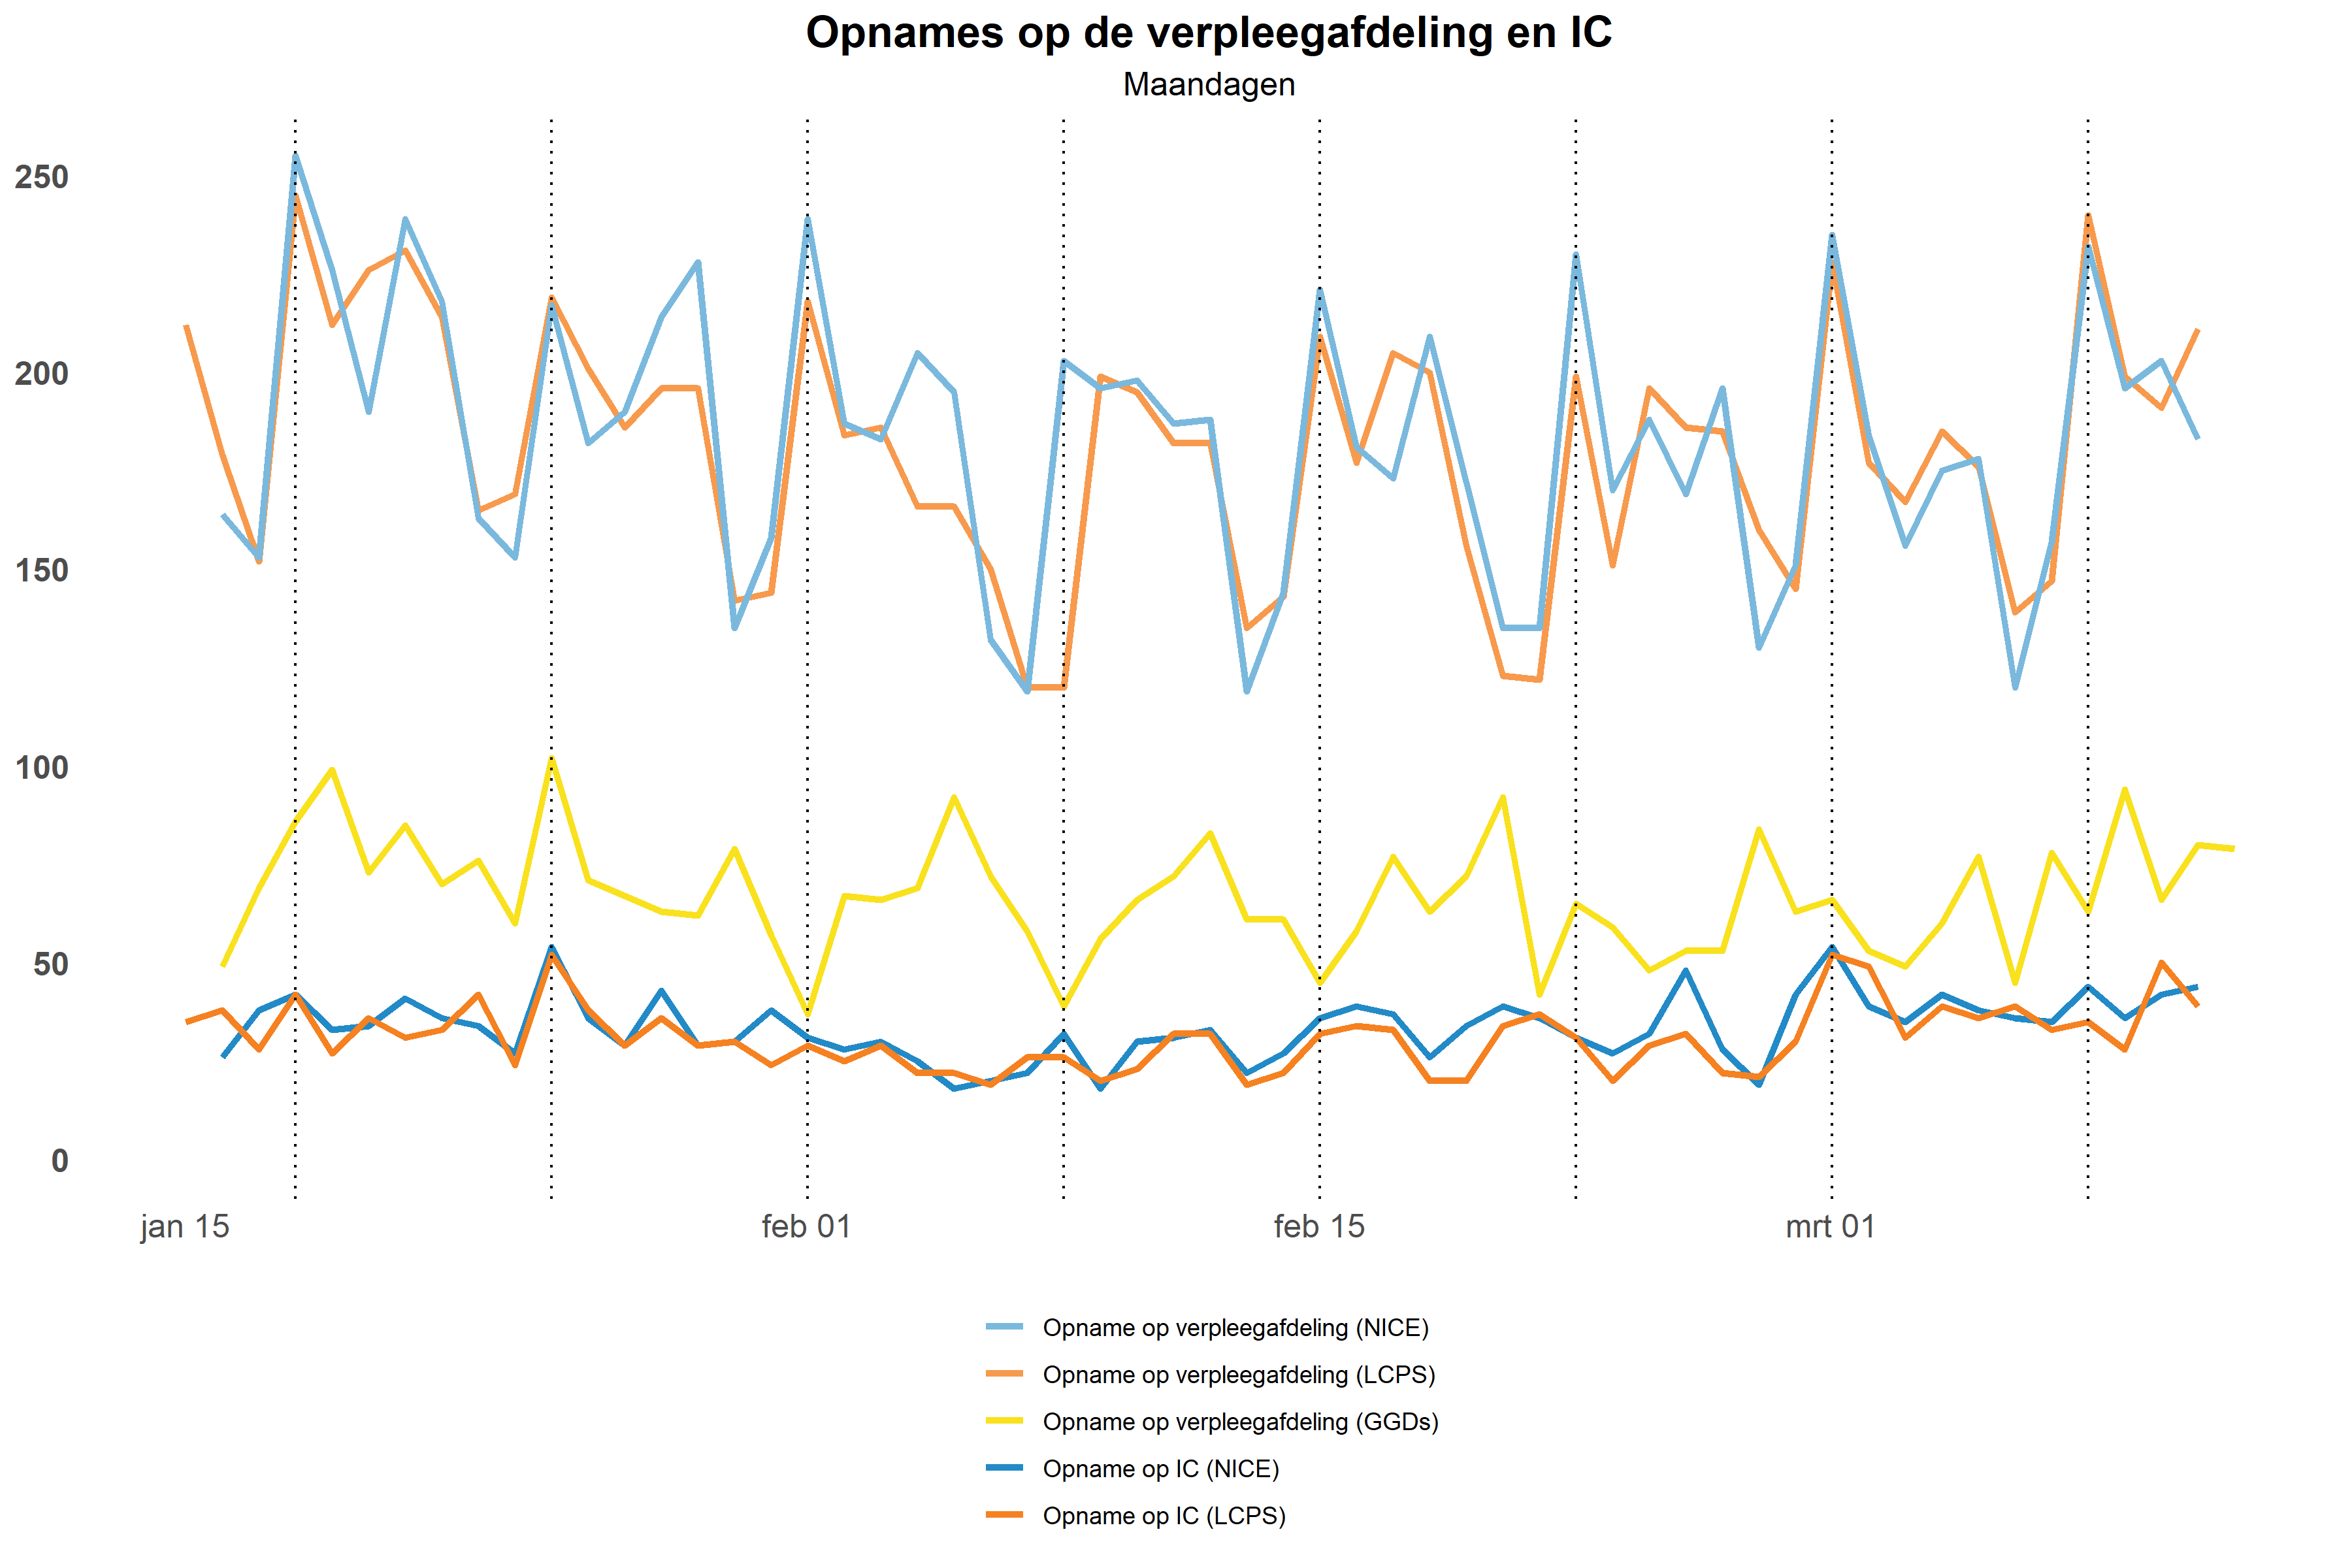 Opnames op de verpleegafdeling en IC
Maandagen
250
200
150
100
50
0
jan 15
feb 01
feb 15
mrt 01
Opname op verpleegafdeling (NICE)
Opname op verpleegafdeling (LCPS)
Opname op verpleegafdeling (GGDs)
Opname op IC (NICE)
Opname op IC (LCPS)